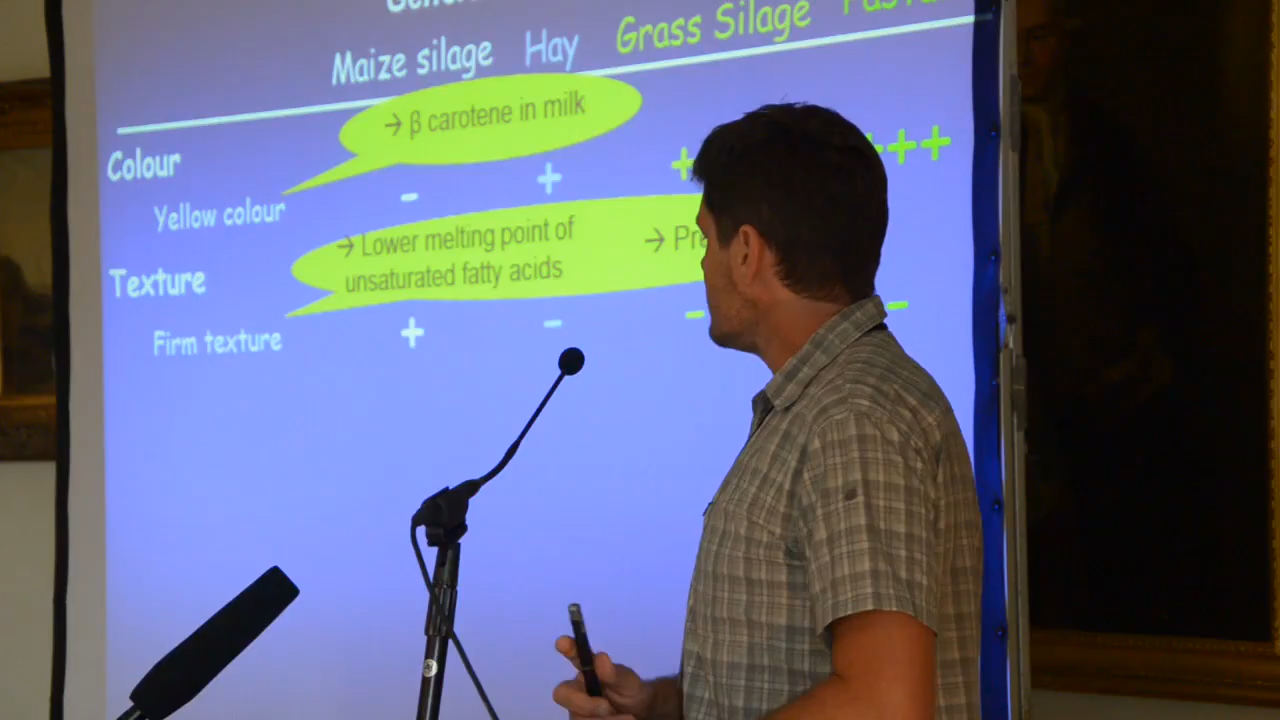 Maize silage Hay Grass Silage
→ β carotene in milk
Colour
+++
Yellow colour - + +
→ Lower melting point of
unsaturated fatty acids
Texture
Firm texture + - - -